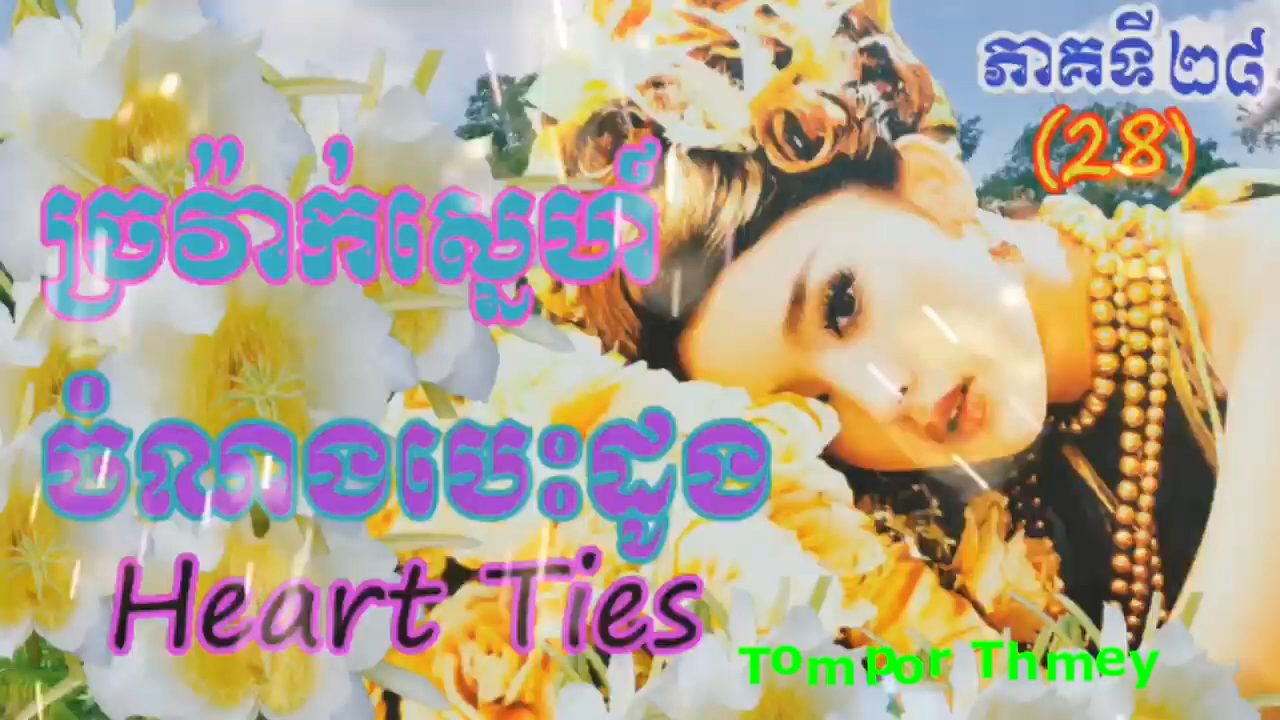 ភាគទី ២៨
(28)
ច្រវ៉ាក់ស្នេហ៍
ចំណងបេះដូង
Heart Ties
Tompor Thmey